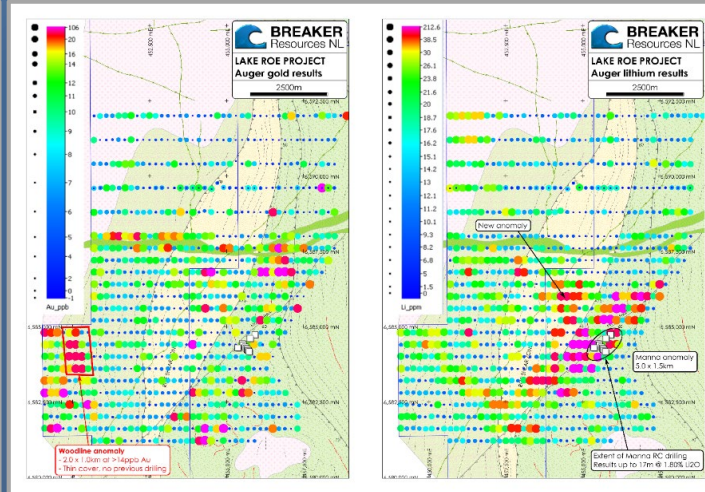 BREAKER
Resources NL
LAKE ROE PROJECT
Auger gold results
2500m
106
20
16
14
12
11
10
8
7
6
5
4
2
0
-1
Au_ppb
Woodline anomaly
- 2.0 x 1.0km at >14ppb Au
- Thin cover, no previous drilling
BREAKER
Resources NL
LAKE ROE PROJECT
Auger lithium results
2500m
212.6
38.5
30
26.1
23.8
21.8
20
18.7
17.6
16.2
15.1
14.2
13
12.1
11.2
10.2
9.3
8.2
6.8
5
1.5
0
Li_ppm
New anomaly
Manna anomaly
5.0 x 1.5km
Extent of Manna RC drilling
Results up to 17m @ 1.80% Li2O